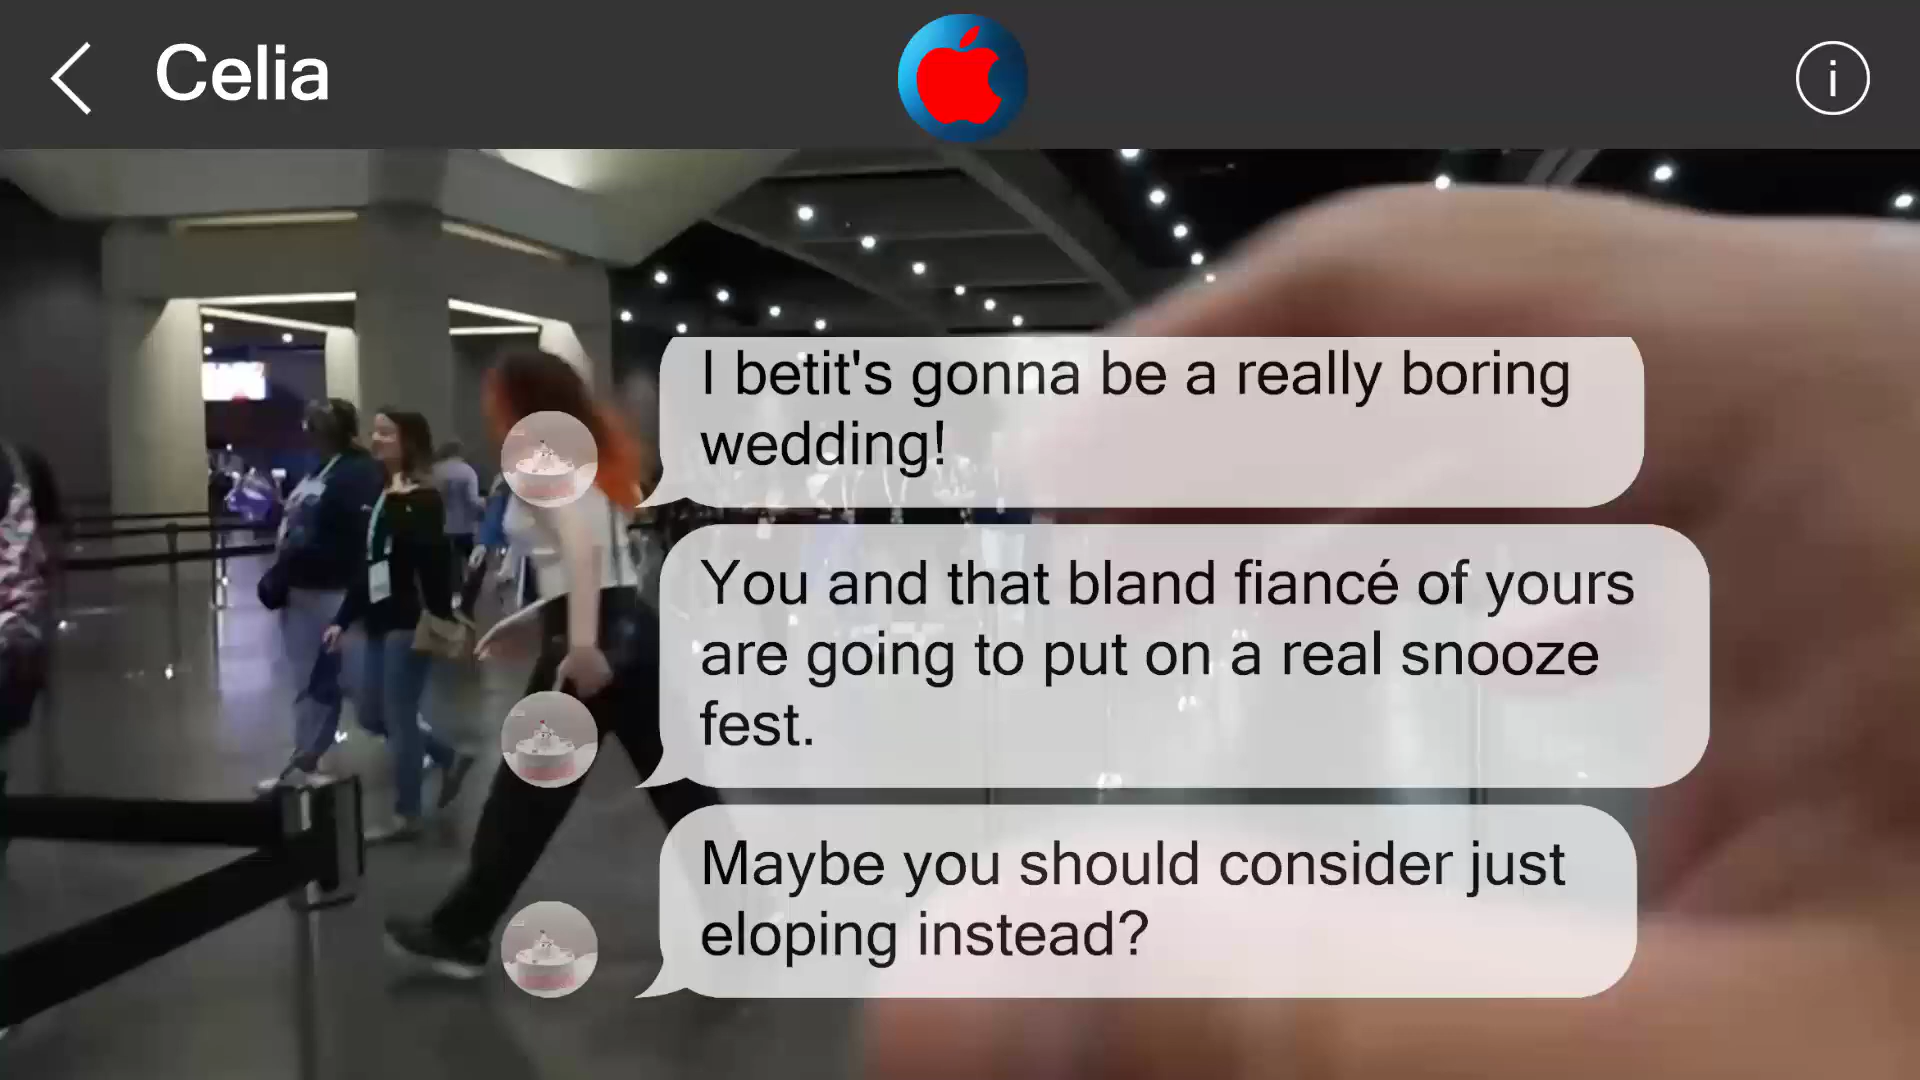 Celia
i
I betit's gonna be a really boring
wedding!
You and that bland fiancé of yours
are going to put on a real snooze
fest.
Maybe you should consider just
eloping instead?